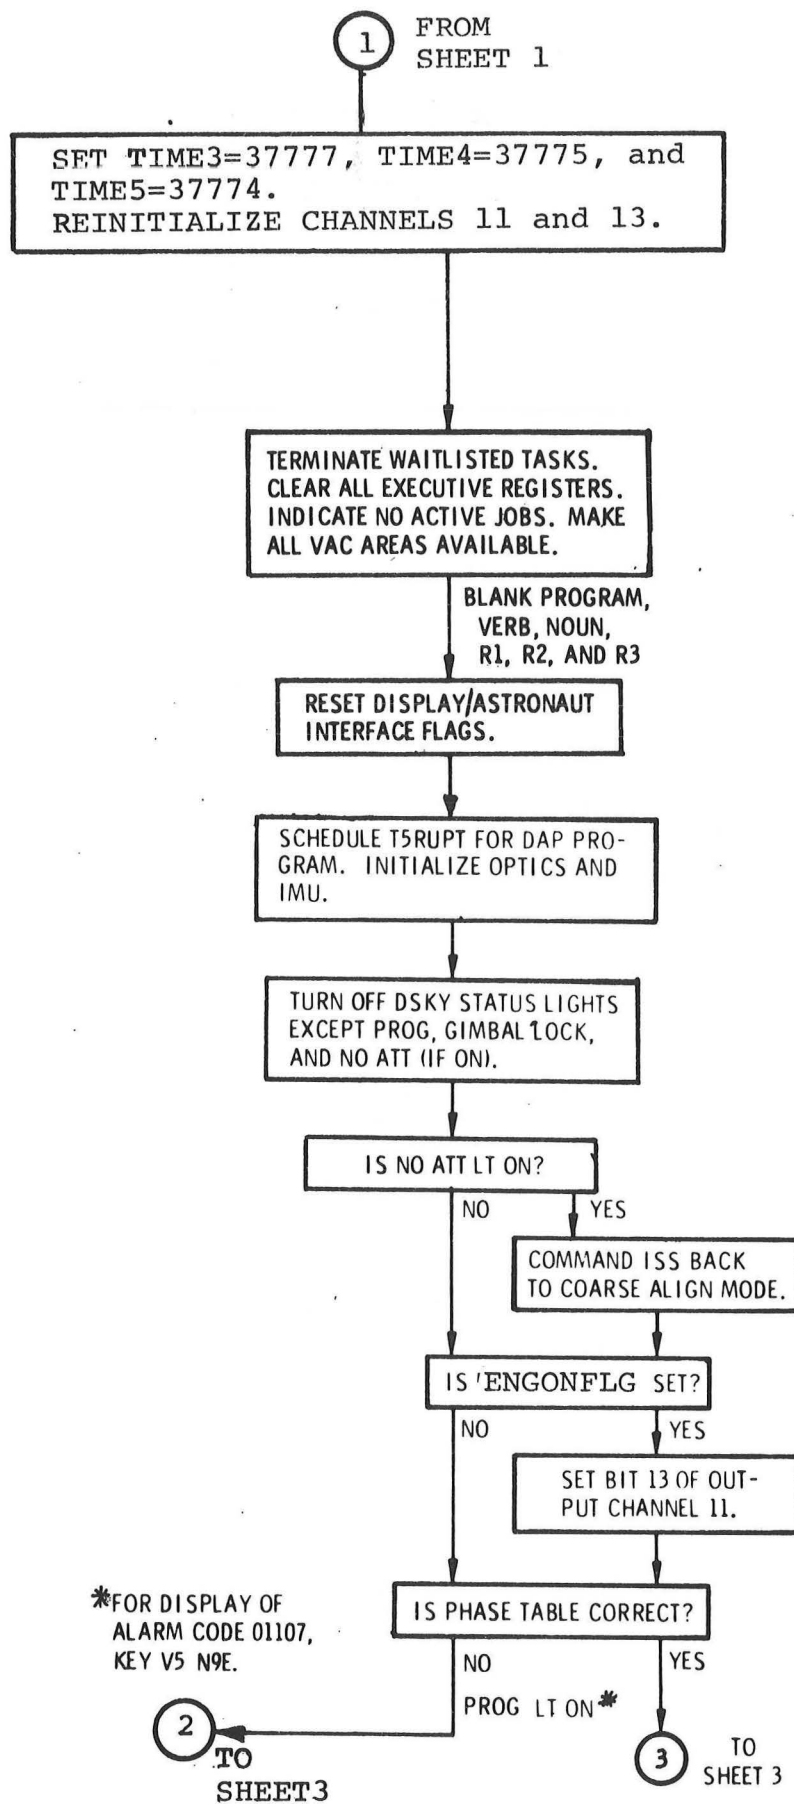 1
FROM
SHEET 1
SET TIME3=37777, TIME4=37775, and
TIME5=37774.
REINITIALIZE CHANNELS 11 and 13.
TERMINATE WAITLISTED TASKS.
CLEAR ALL EXECUTIVE REGISTERS.
INDICATE NO ACTIVE JOBS. MAKE
ALL VAC AREAS AVAILABLE.
BLANK PROGRAM,
VERB, NOUN,
R1, R2, AND R3
RESET DISPLAY/ASTRONAUT
INTERFACE FLAGS.
SCHEDULE T5RUPT FOR DAP PRO-
GRAM. INITIALIZE OPTICS AND
IMU.
TURN OFF DSKY STATUS LIGHTS
EXCEPT PROG, GIMBAL LOCK,
AND NO ATT (IF ON).
IS NO ATT LT ON?
NO
YES
COMMAND ISS BACK
TO COARSE ALIGN MODE.
IS 'ENGONFLG SET?
NO
YES
SET BIT 13 OF OUT-
PUT CHANNEL 11.
IS PHASE TABLE CORRECT?
*FOR DISPLAY OF
ALARM CODE 01107,
KEY V5 N9E.
NO
YES
PROG LT ON*
2
TO
SHEET3
3
TO
SHEET 3